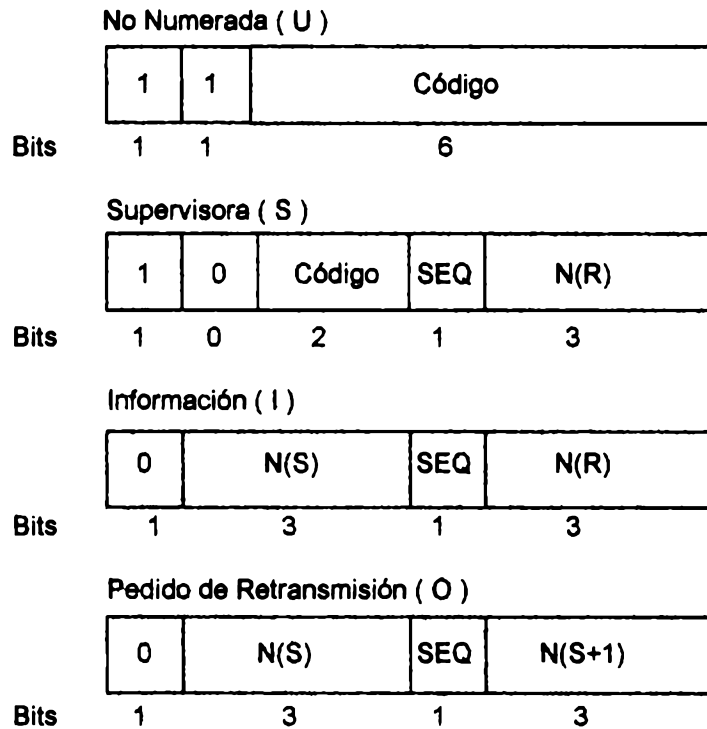 No Numerada ( U )
1 1 Código
Bits 1 1 6
Supervisora ( S )
1 0 Código SEQ N(R)
Bits 1 0 2 1 3
Información ( I )
0 N(S) SEQ N(R)
Bits 1 3 1 3
Pedido de Retransmisión ( O )
0 N(S) SEQ N(S+1)
Bits 1 3 1 3